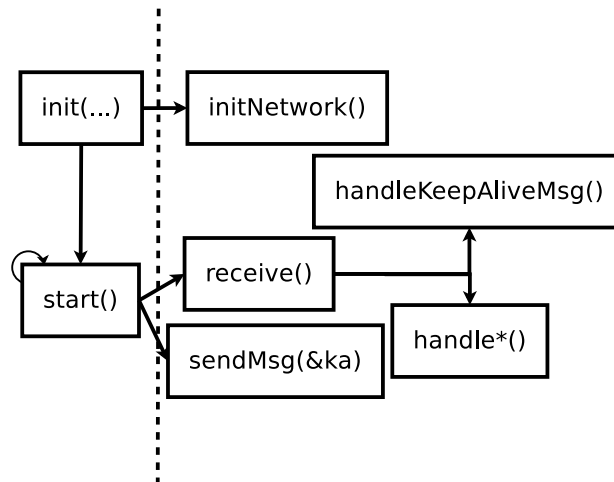 init(...)
initNetwork()
handleKeepAliveMsg()
receive()
start()
handle*()
sendMsg(&ka)